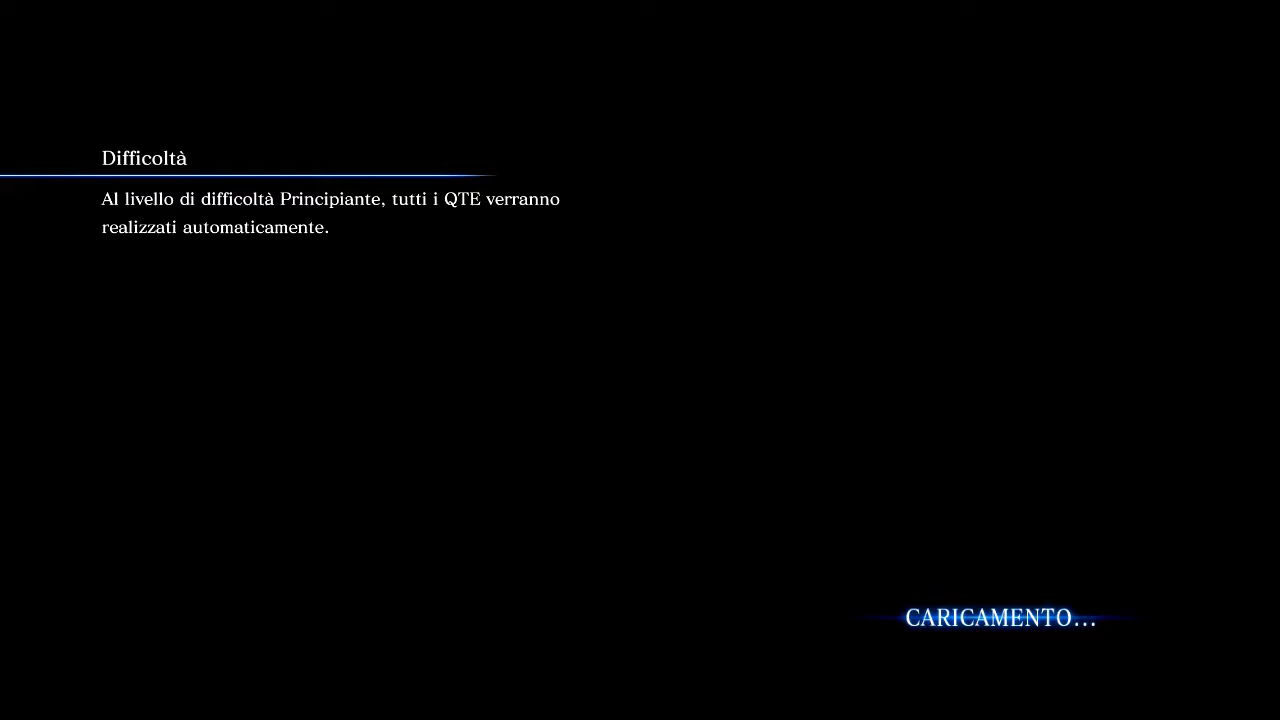 Difficoltà
Al livello di difficoltà Principiante, tutti i QTE verranno
realizzati automaticamente.
CARICAMENTO...